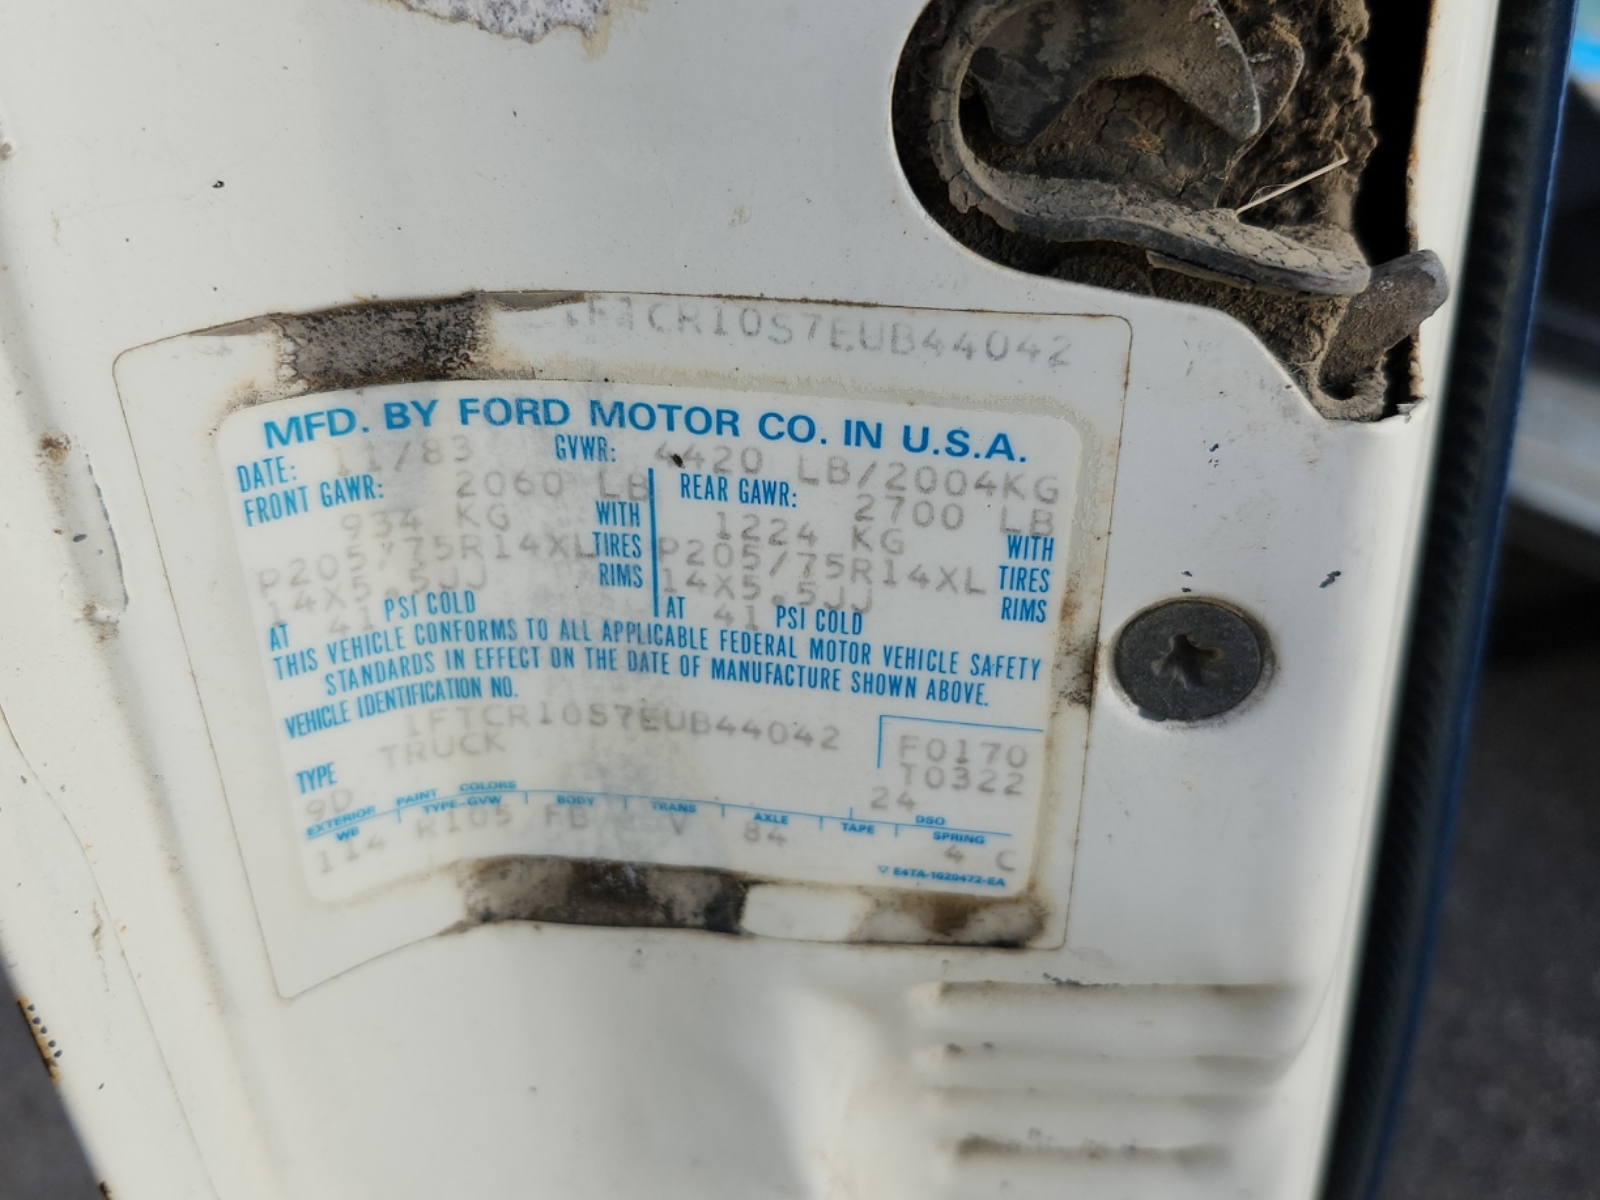 1FTCR10S7EUB44042
MFD. BY FORD MOTOR CO. IN U.S.A.
DATE: 11/83 GVWR: 4420 LB/2004KG
FRONT GAWR: 2060 LB REAR GAWR: 2700 LB
934 KG WITH 1224 KG WITH
P205/75R14XL TIRES P205/75R14XL TIRES
14X5.5JJ RIMS 14X5.5JJ RIMS
AT 41 PSI COLD AT 41 PSI COLD
THIS VEHICLE CONFORMS TO ALL APPLICABLE FEDERAL MOTOR VEHICLE SAFETY
STANDARDS IN EFFECT ON THE DATE OF MANUFACTURE SHOWN ABOVE.
VEHICLE IDENTIFICATION NO.
1FTCR10S7EUB44042 F0170
TYPE TRUCK T0322
9D 24
EXTERIOR PAINT COLORS DSO
WB TYPE-GVW BODY TRANS AXLE TAPE SPRING
114 R105 FB V 84 4 C
▽ E4TA-1020472-EA